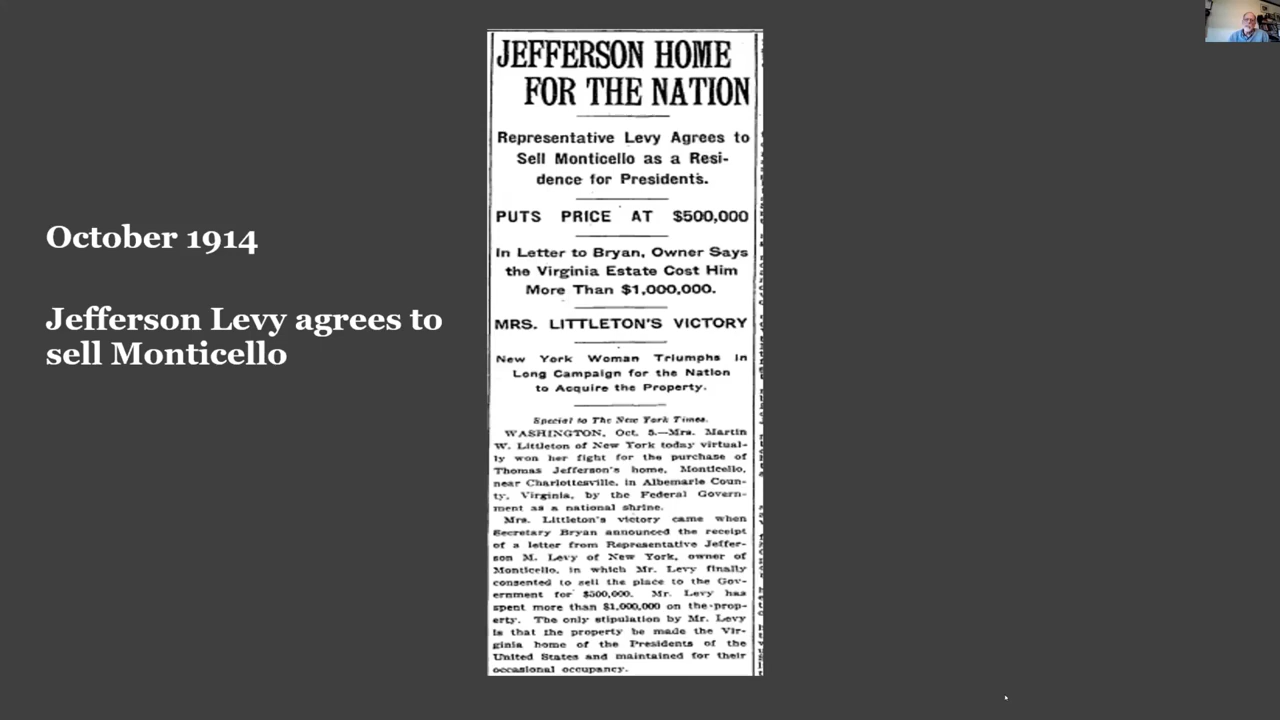 October 1914
Jefferson Levy agrees to
sell Monticello
JEFFERSON HOME
FOR THE NATION
Representative Levy Agrees to
Sell Monticello as a Resi-
dence for Presidents.
PUTS PRICE AT $500,000
In Letter to Bryan, Owner Says
the Virginia Estate Cost Him
More Than $1,000,000.
MRS. LITTLETON'S VICTORY
New York Woman Triumphs in
Long Campaign for the Nation
to Acquire the Property.
Special to The New York Times.
WASHINGTON, Oct. 5.—Mrs. Martin
W. Littleton of New York today virtual-
ly won her fight for the purchase of
Thomas Jefferson's home, Monticello,
near Charlottesville, in Albemarle Coun-
ty, Virginia, by the Federal Govern-
ment as a national shrine.
Mrs. Littleton's victory came when
Secretary Bryan announced the receipt
of a letter from Representative Jeffer-
son M. Levy of New York, owner of
Monticello, in which Mr. Levy finally
consented to sell the place to the Gov-
ernment for $500,000. Mr. Levy has
spent more than $1,000,000 on the prop-
erty. The only stipulation by Mr. Levy
is that the property be made the Vir-
ginia home of the Presidents of the
United States and maintained for their
occasional occupancy.